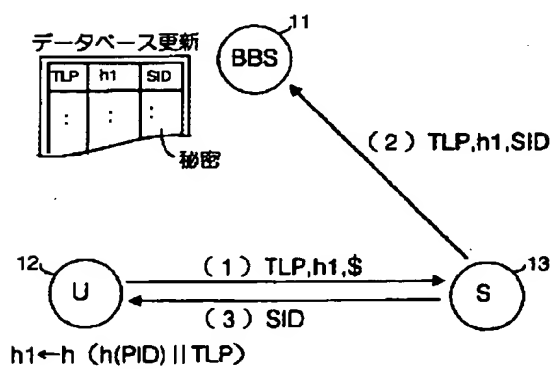 データベース更新
TLP h1 SID
: : :
秘密
11
BBS
(2) TLP,h1,SID
12
U
(1) TLP,h1,$
(3) SID
13
S
h1←h (h(PID)||TLP)